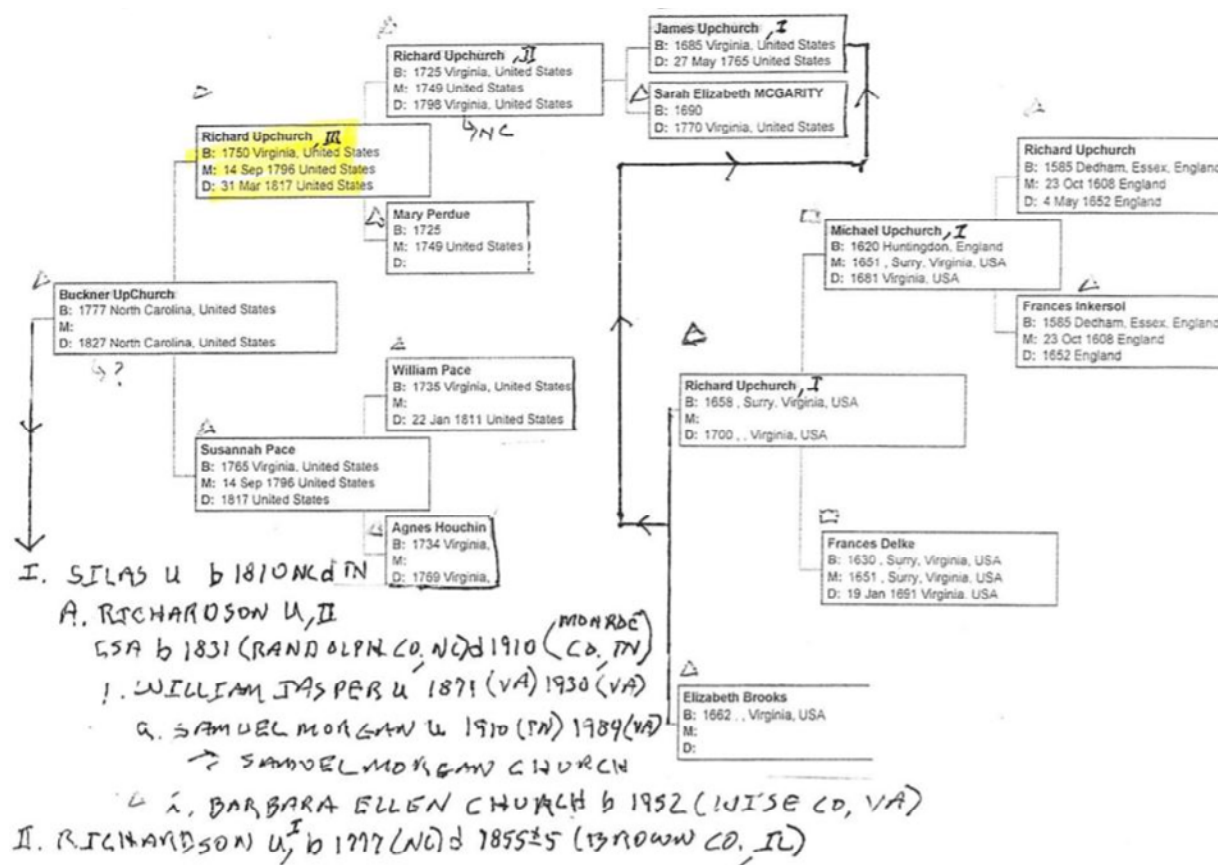 James Upchurch , I
B: 1685 Virginia, United States
D: 27 May 1765 United States
Richard Upchurch , II
B: 1725 Virginia, United States
M: 1749 United States
D: 1796 Virginia, United States
→ NC
Sarah Elizabeth MCGARITY
B: 1690
D: 1770 Virginia, United States
Richard Upchurch , III
B: 1750 Virginia, United States
M: 14 Sep 1796 United States
D: 31 Mar 1817 United States
Mary Perdue
B: 1725
M: 1749 United States
D:
Buckner UpChurch
B: 1777 North Carolina, United States
M:
D: 1827 North Carolina, United States
→ ?
William Pace
B: 1735 Virginia, United States
M:
D: 22 Jan 1811 United States
Susannah Pace
B: 1765 Virginia, United States
M: 14 Sep 1796 United States
D: 1817 United States
Agnes Houchin
B: 1734 Virginia,
M:
D: 1769 Virginia,
Richard Upchurch
B: 1585 Dedham, Essex, England
M: 23 Oct 1608 England
D: 4 May 1652 England
Michael Upchurch , I
B: 1620 Huntingdon, England
M: 1651 , Surry, Virginia, USA
D: 1681 Virginia, USA
Frances Inkersol
B: 1585 Dedham, Essex, England
M: 23 Oct 1608 England
D: 1652 England
Richard Upchurch , I
B: 1658 , Surry, Virginia, USA
M:
D: 1700 , , Virginia, USA
Frances Delke
B: 1630 , Surry, Virginia, USA
M: 1651 , Surry, Virginia, USA
D: 19 Jan 1691 Virginia, USA
Elizabeth Brooks
B: 1662 , , Virginia, USA
M:
D:
I. SILAS U b 1810 NC d TN
A. RICHARDSON U, II
CSA b 1831 (RANDOLPH CO, NC) d 1910 (MONROE CO, TN)
1. WILLIAM JASPER U 1871 (VA) 1930 (VA)
a. SAMUEL MORGAN U 1910 (TN) 1989 (VA)
→ SAMUEL MORGAN CHURCH
i. BARBARA ELLEN CHURCH b 1952 (WISE CO, VA)
II. RICHARDSON U, I b 1777 (NC) d 1855±5 (BROWN CO, IL)